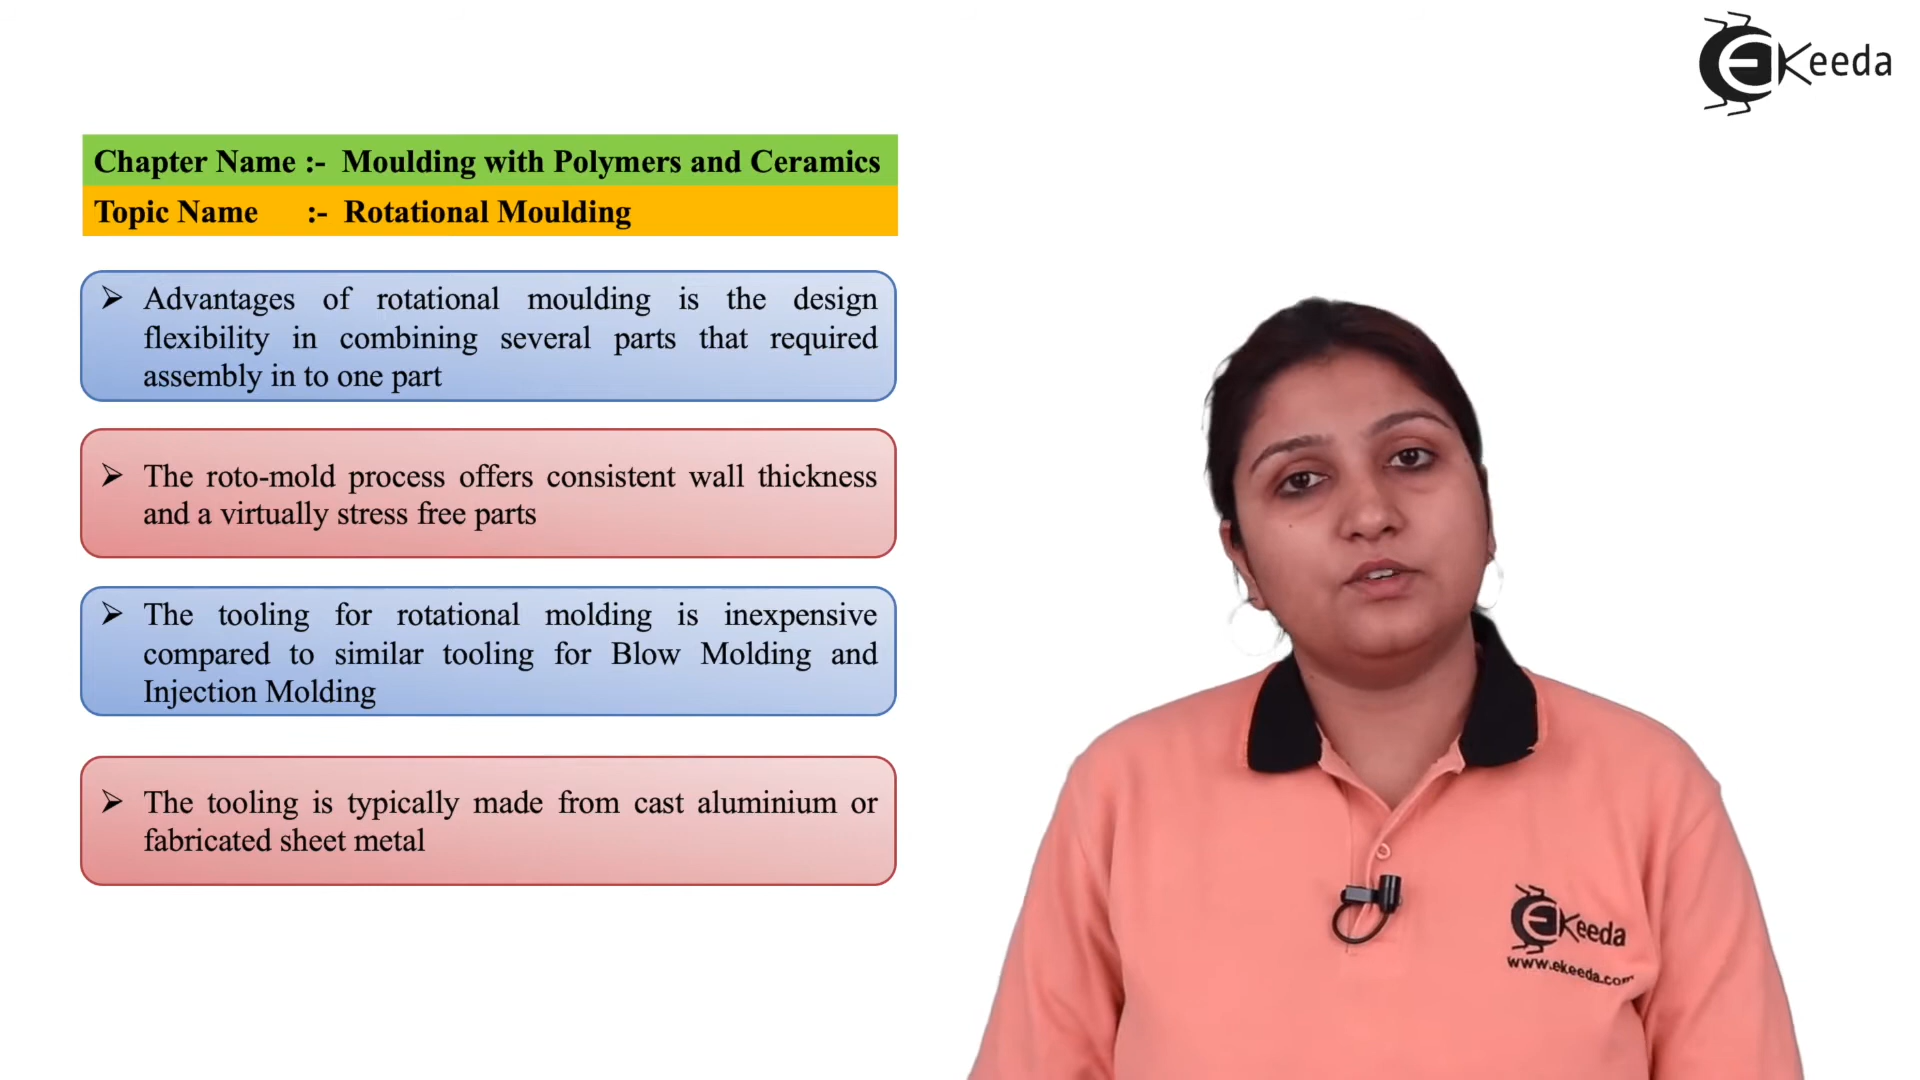 EKeeda
Chapter Name :- Moulding with Polymers and Ceramics
Topic Name :- Rotational Moulding
➢ Advantages of rotational moulding is the design
flexibility in combining several parts that required
assembly in to one part
➢ The roto-mold process offers consistent wall thickness
and a virtually stress free parts
➢ The tooling for rotational molding is inexpensive
compared to similar tooling for Blow Molding and
Injection Molding
➢ The tooling is typically made from cast aluminium or
fabricated sheet metal
EKeeda
www.ekeeda.com